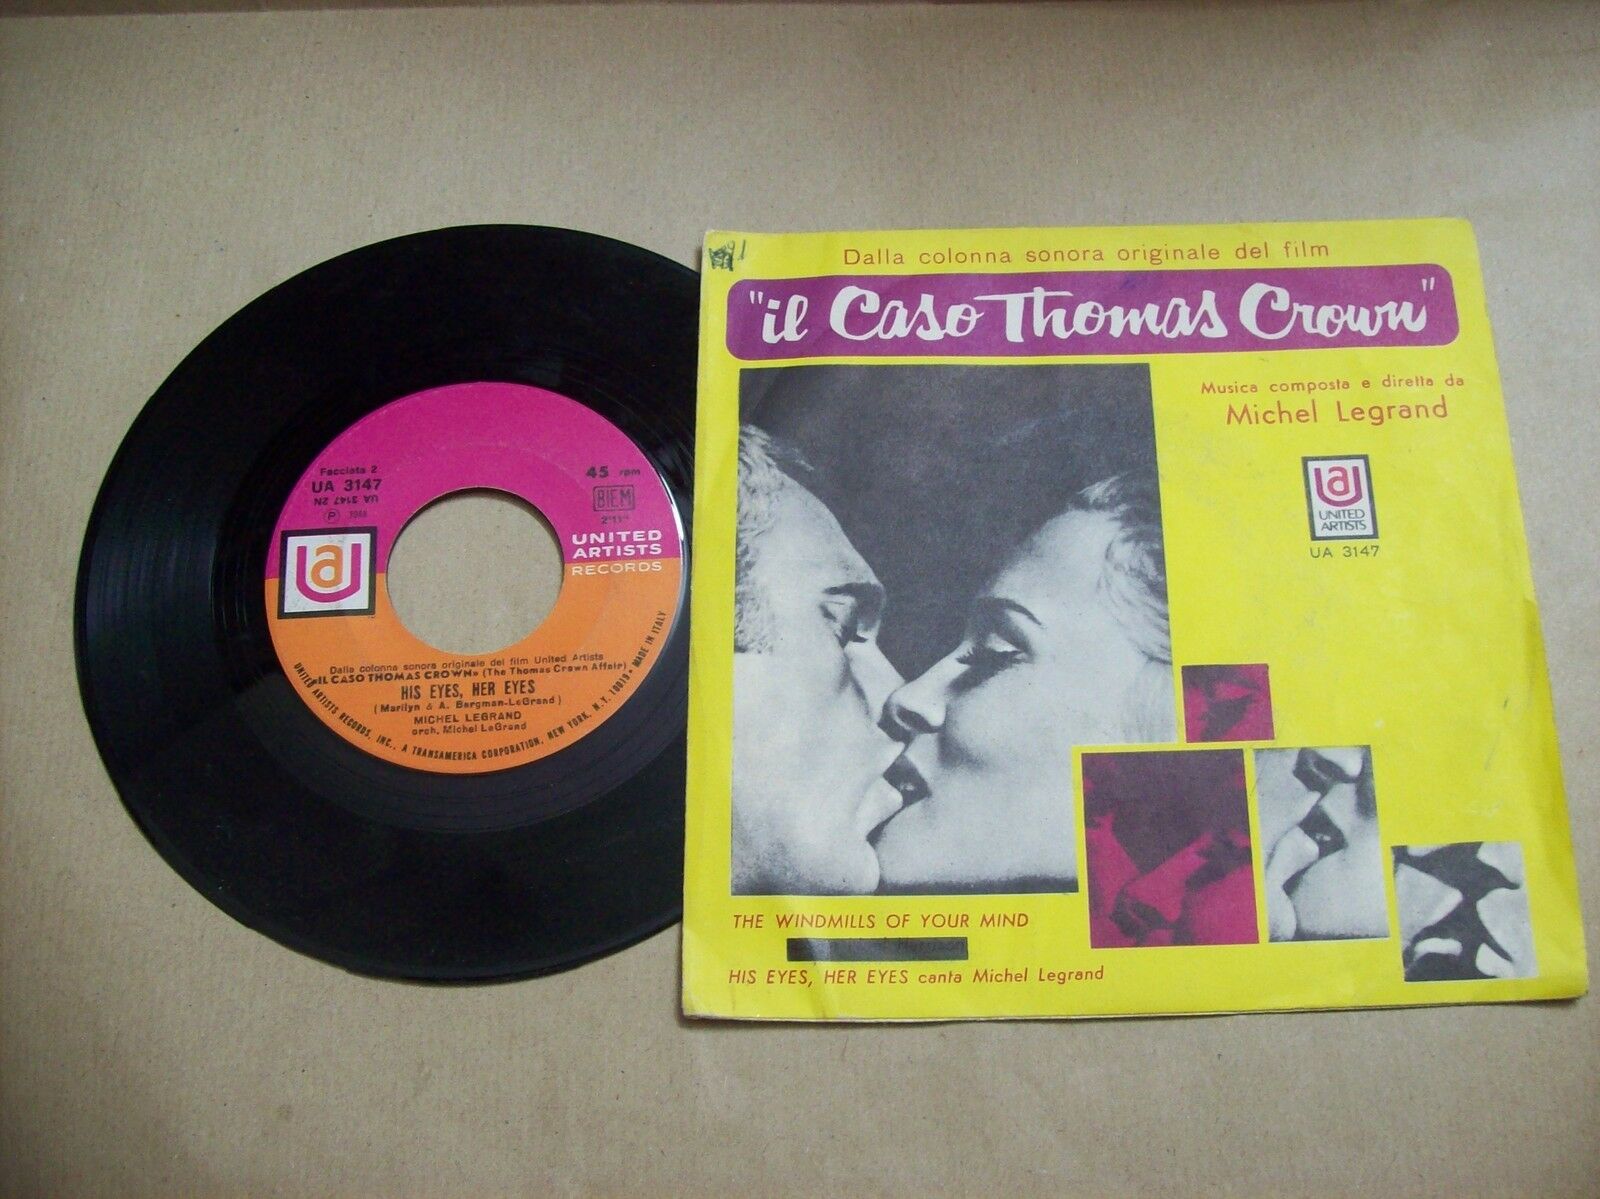 Facciata 2
UA 3147
UA 3147 2N
Ⓟ 1968
45 rpm
BIEM
2'11"
UNITED
ARTISTS
RECORDS
Dalla colonna sonora originale del film United Artists
«IL CASO THOMAS CROWN» (The Thomas Crown Affair)
HIS EYES, HER EYES
(Marilyn & A. Bergman-LeGrand)
MICHEL LEGRAND
orch. Michel LeGrand
UNITED ARTISTS RECORDS, INC., A TRANSAMERICA CORPORATION, NEW YORK, N.Y. 10019 • MADE IN ITALY
Dalla colonna sonora originale del film
"il Caso Thomas Crown"
Musica composta e diretta da
Michel Legrand
UNITED
ARTISTS
UA 3147
THE WINDMILLS OF YOUR MIND
HIS EYES, HER EYES canta Michel Legrand